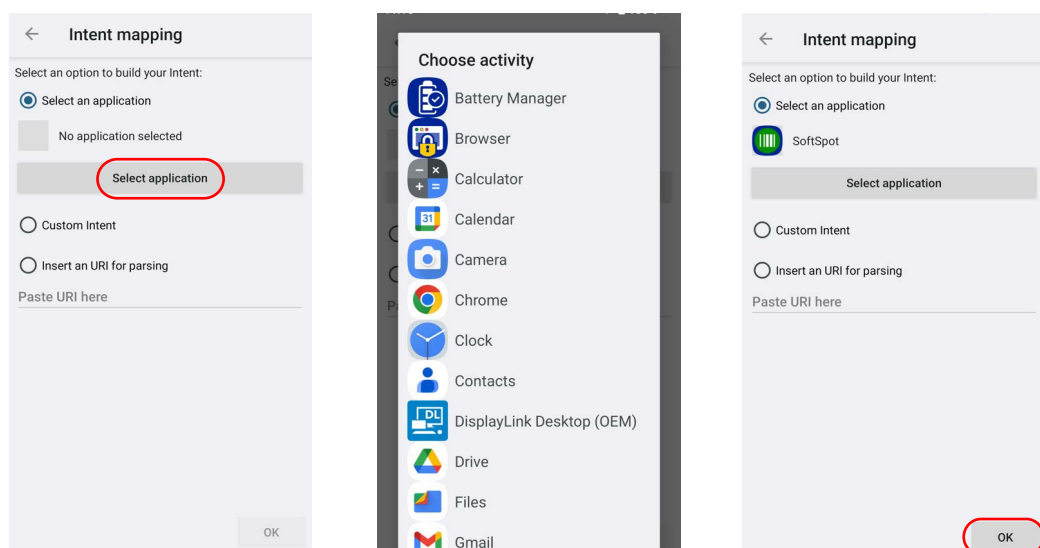 Intent mapping
Select an option to build your Intent:
Select an application
No application selected
Select application
Custom Intent
Insert an URI for parsing
Paste URI here
OK
Choose activity
Battery Manager
Browser
Calculator
31
Calendar
Camera
Chrome
Clock
Contacts
DL
DisplayLink Desktop (OEM)
Drive
Files
Gmail
Intent mapping
Select an option to build your Intent:
Select an application
SoftSpot
Select application
Custom Intent
Insert an URI for parsing
Paste URI here
OK